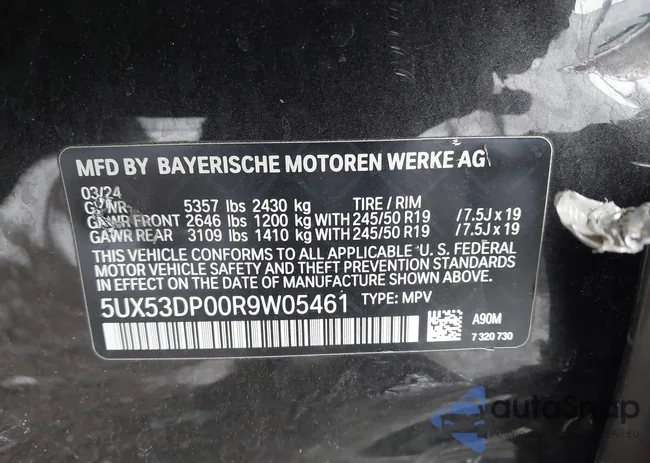 MFD BY BAYERISCHE MOTOREN WERKE AG
03/24
GVWR 5357 lbs 2430 kg TIRE / RIM
GAWR FRONT 2646 lbs 1200 kg WITH 245/50 R19 /7.5J x 19
GAWR REAR 3109 lbs 1410 kg WITH 245/50 R19 /7.5J x 19
THIS VEHICLE CONFORMS TO ALL APPLICABLE U. S. FEDERAL
MOTOR VEHICLE SAFETY AND THEFT PREVENTION STANDARDS
IN EFFECT ON THE DATE OF MANUFACTURE SHOWN ABOVE.
5UX53DP00R9W05461 TYPE: MPV
A90M
7 320 730
autoSnap